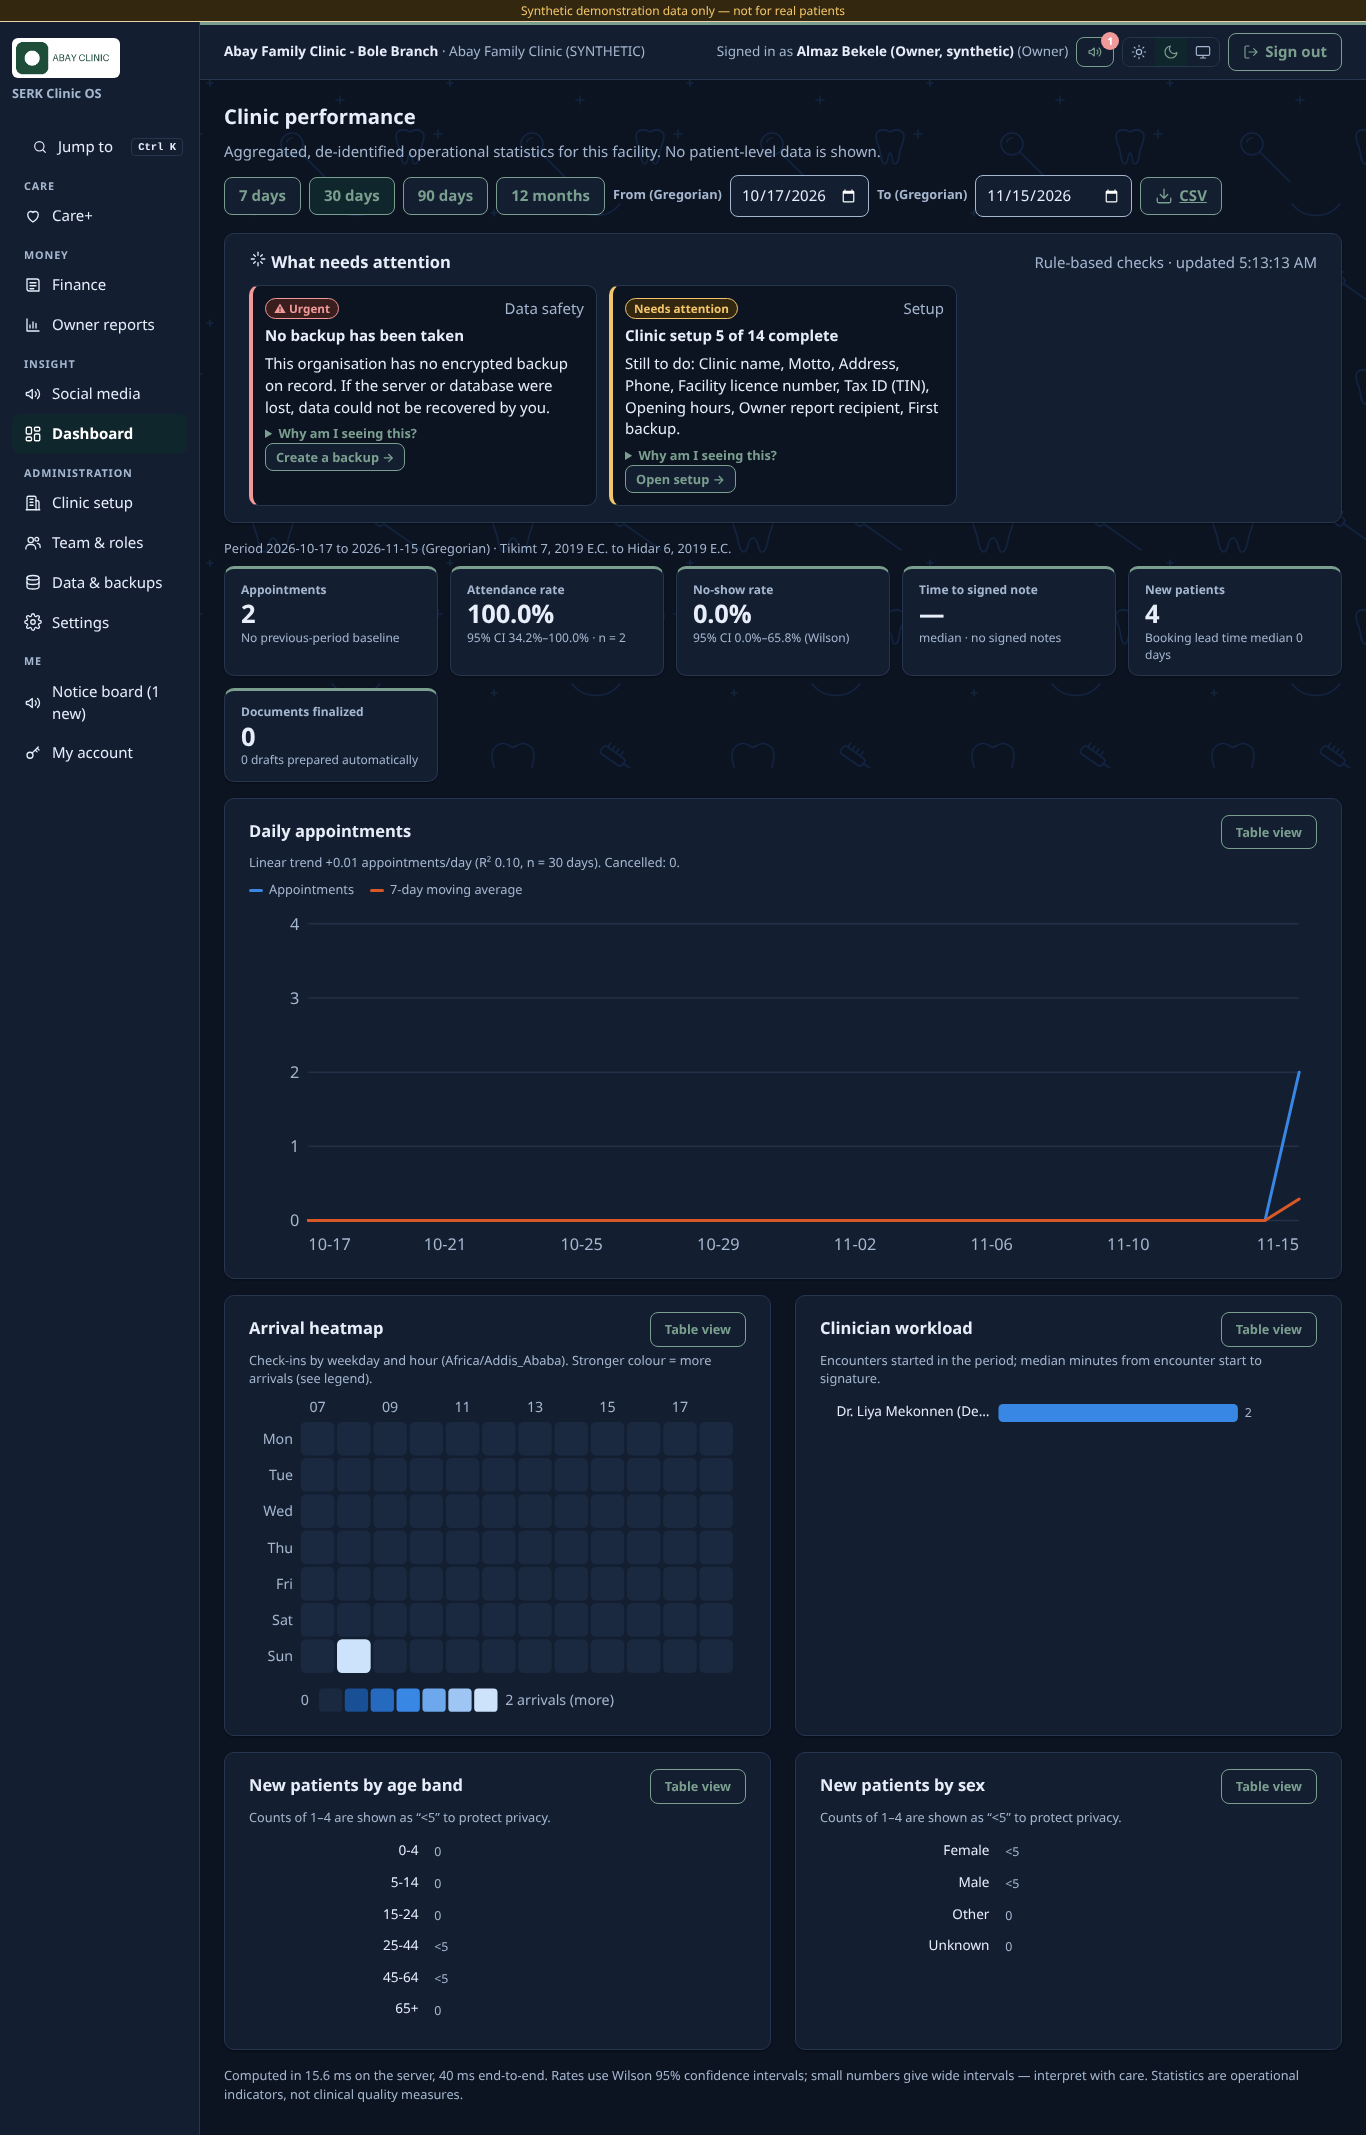 Synthetic demonstration data only — not for real patients
ABAY CLINIC
SERK Clinic OS
Jump to Ctrl K
CARE
Care+
MONEY
Finance
Owner reports
INSIGHT
Social media
Dashboard
ADMINISTRATION
Clinic setup
Team & roles
Data & backups
Settings
ME
Notice board (1
new)
My account
Abay Family Clinic - Bole Branch · Abay Family Clinic (SYNTHETIC)
Signed in as Almaz Bekele (Owner, synthetic) (Owner)
1
Sign out
Clinic performance
Aggregated, de-identified operational statistics for this facility. No patient-level data is shown.
7 days 30 days 90 days 12 months From (Gregorian) 10/17/2026 To (Gregorian) 11/15/2026 CSV
What needs attention
Rule-based checks · updated 5:13:13 AM
Urgent
Data safety
No backup has been taken
This organisation has no encrypted backup
on record. If the server or database were
lost, data could not be recovered by you.
Why am I seeing this?
Create a backup →
Needs attention
Setup
Clinic setup 5 of 14 complete
Still to do: Clinic name, Motto, Address,
Phone, Facility licence number, Tax ID (TIN),
Opening hours, Owner report recipient, First
backup.
Why am I seeing this?
Open setup →
Period 2026-10-17 to 2026-11-15 (Gregorian) · Tikimt 7, 2019 E.C. to Hidar 6, 2019 E.C.
Appointments
2
No previous-period baseline
Attendance rate
100.0%
95% CI 34.2%–100.0% · n = 2
No-show rate
0.0%
95% CI 0.0%–65.8% (Wilson)
Time to signed note
—
median · no signed notes
New patients
4
Booking lead time median 0
days
Documents finalized
0
0 drafts prepared automatically
Daily appointments
Table view
Linear trend +0.01 appointments/day (R² 0.10, n = 30 days). Cancelled: 0.
Appointments 7-day moving average
4
3
2
1
0
10-17 10-21 10-25 10-29 11-02 11-06 11-10 11-15
Arrival heatmap
Table view
Check-ins by weekday and hour (Africa/Addis_Ababa). Stronger colour = more
arrivals (see legend).
07 09 11 13 15 17
Mon
Tue
Wed
Thu
Fri
Sat
Sun
0 2 arrivals (more)
Clinician workload
Table view
Encounters started in the period; median minutes from encounter start to
signature.
Dr. Liya Mekonnen (De... 2
New patients by age band
Table view
Counts of 1–4 are shown as “<5” to protect privacy.
0-4 0
5-14 0
15-24 0
25-44 <5
45-64 <5
65+ 0
New patients by sex
Table view
Counts of 1–4 are shown as “<5” to protect privacy.
Female <5
Male <5
Other 0
Unknown 0
Computed in 15.6 ms on the server, 40 ms end-to-end. Rates use Wilson 95% confidence intervals; small numbers give wide intervals — interpret with care. Statistics are operational
indicators, not clinical quality measures.